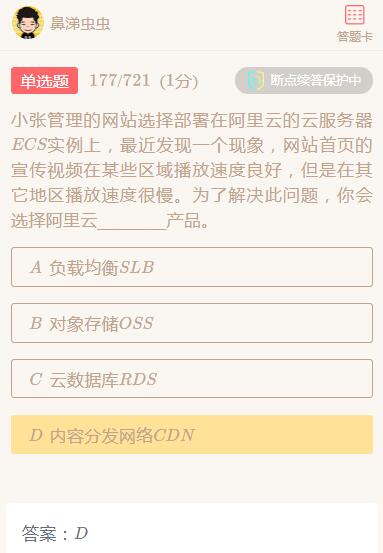 鼻涕虫虫
答题卡
单选题 177/721 (1分) 断点续答保护中
小张管理的网站选择部署在阿里云的云服务器
ECS实例上，最近发现一个现象，网站首页的
宣传视频在某些区域播放速度良好，但是在其
它地区播放速度很慢。为了解决此问题，你会
选择阿里云________产品。
A 负载均衡SLB
B 对象存储OSS
C 云数据库RDS
D 内容分发网络CDN
答案：D